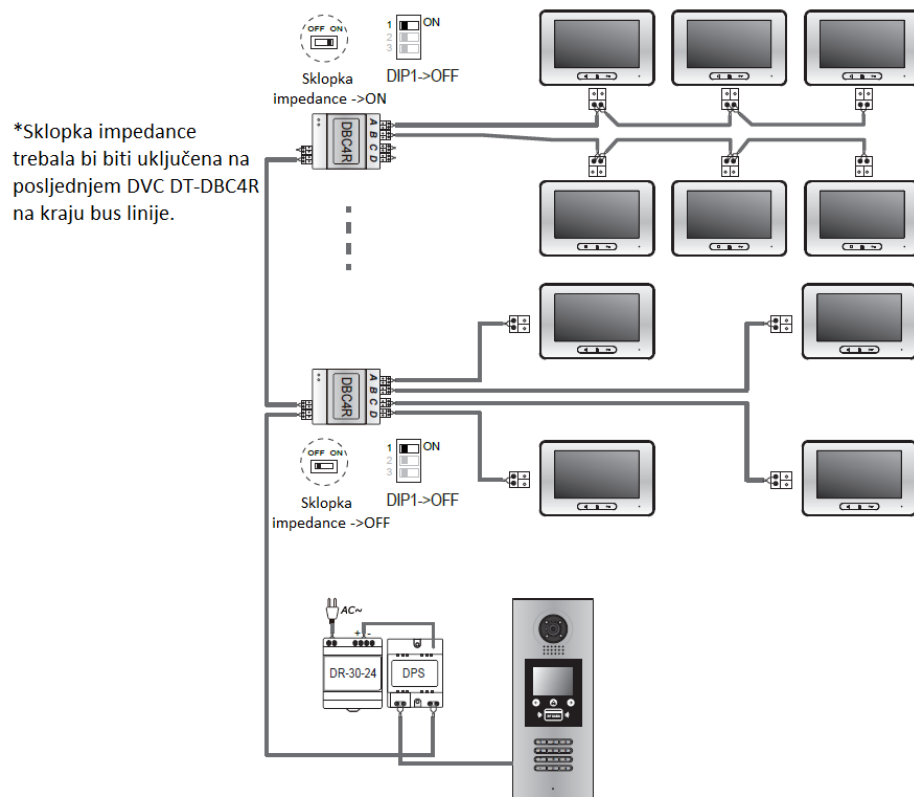 OFF ON
1 ON
2
3
Sklopka
impedance ->ON
DIP1->OFF
*Sklopka impedance
trebala bi biti uključena na
posljednjem DVC DT-DBC4R
na kraju bus linije.
DBC4R
A
B
C
D
DBC4R
A
B
C
D
OFF ON
1 ON
2
3
Sklopka
impedance ->OFF
DIP1->OFF
AC~
+ -
DR-30-24
DPS